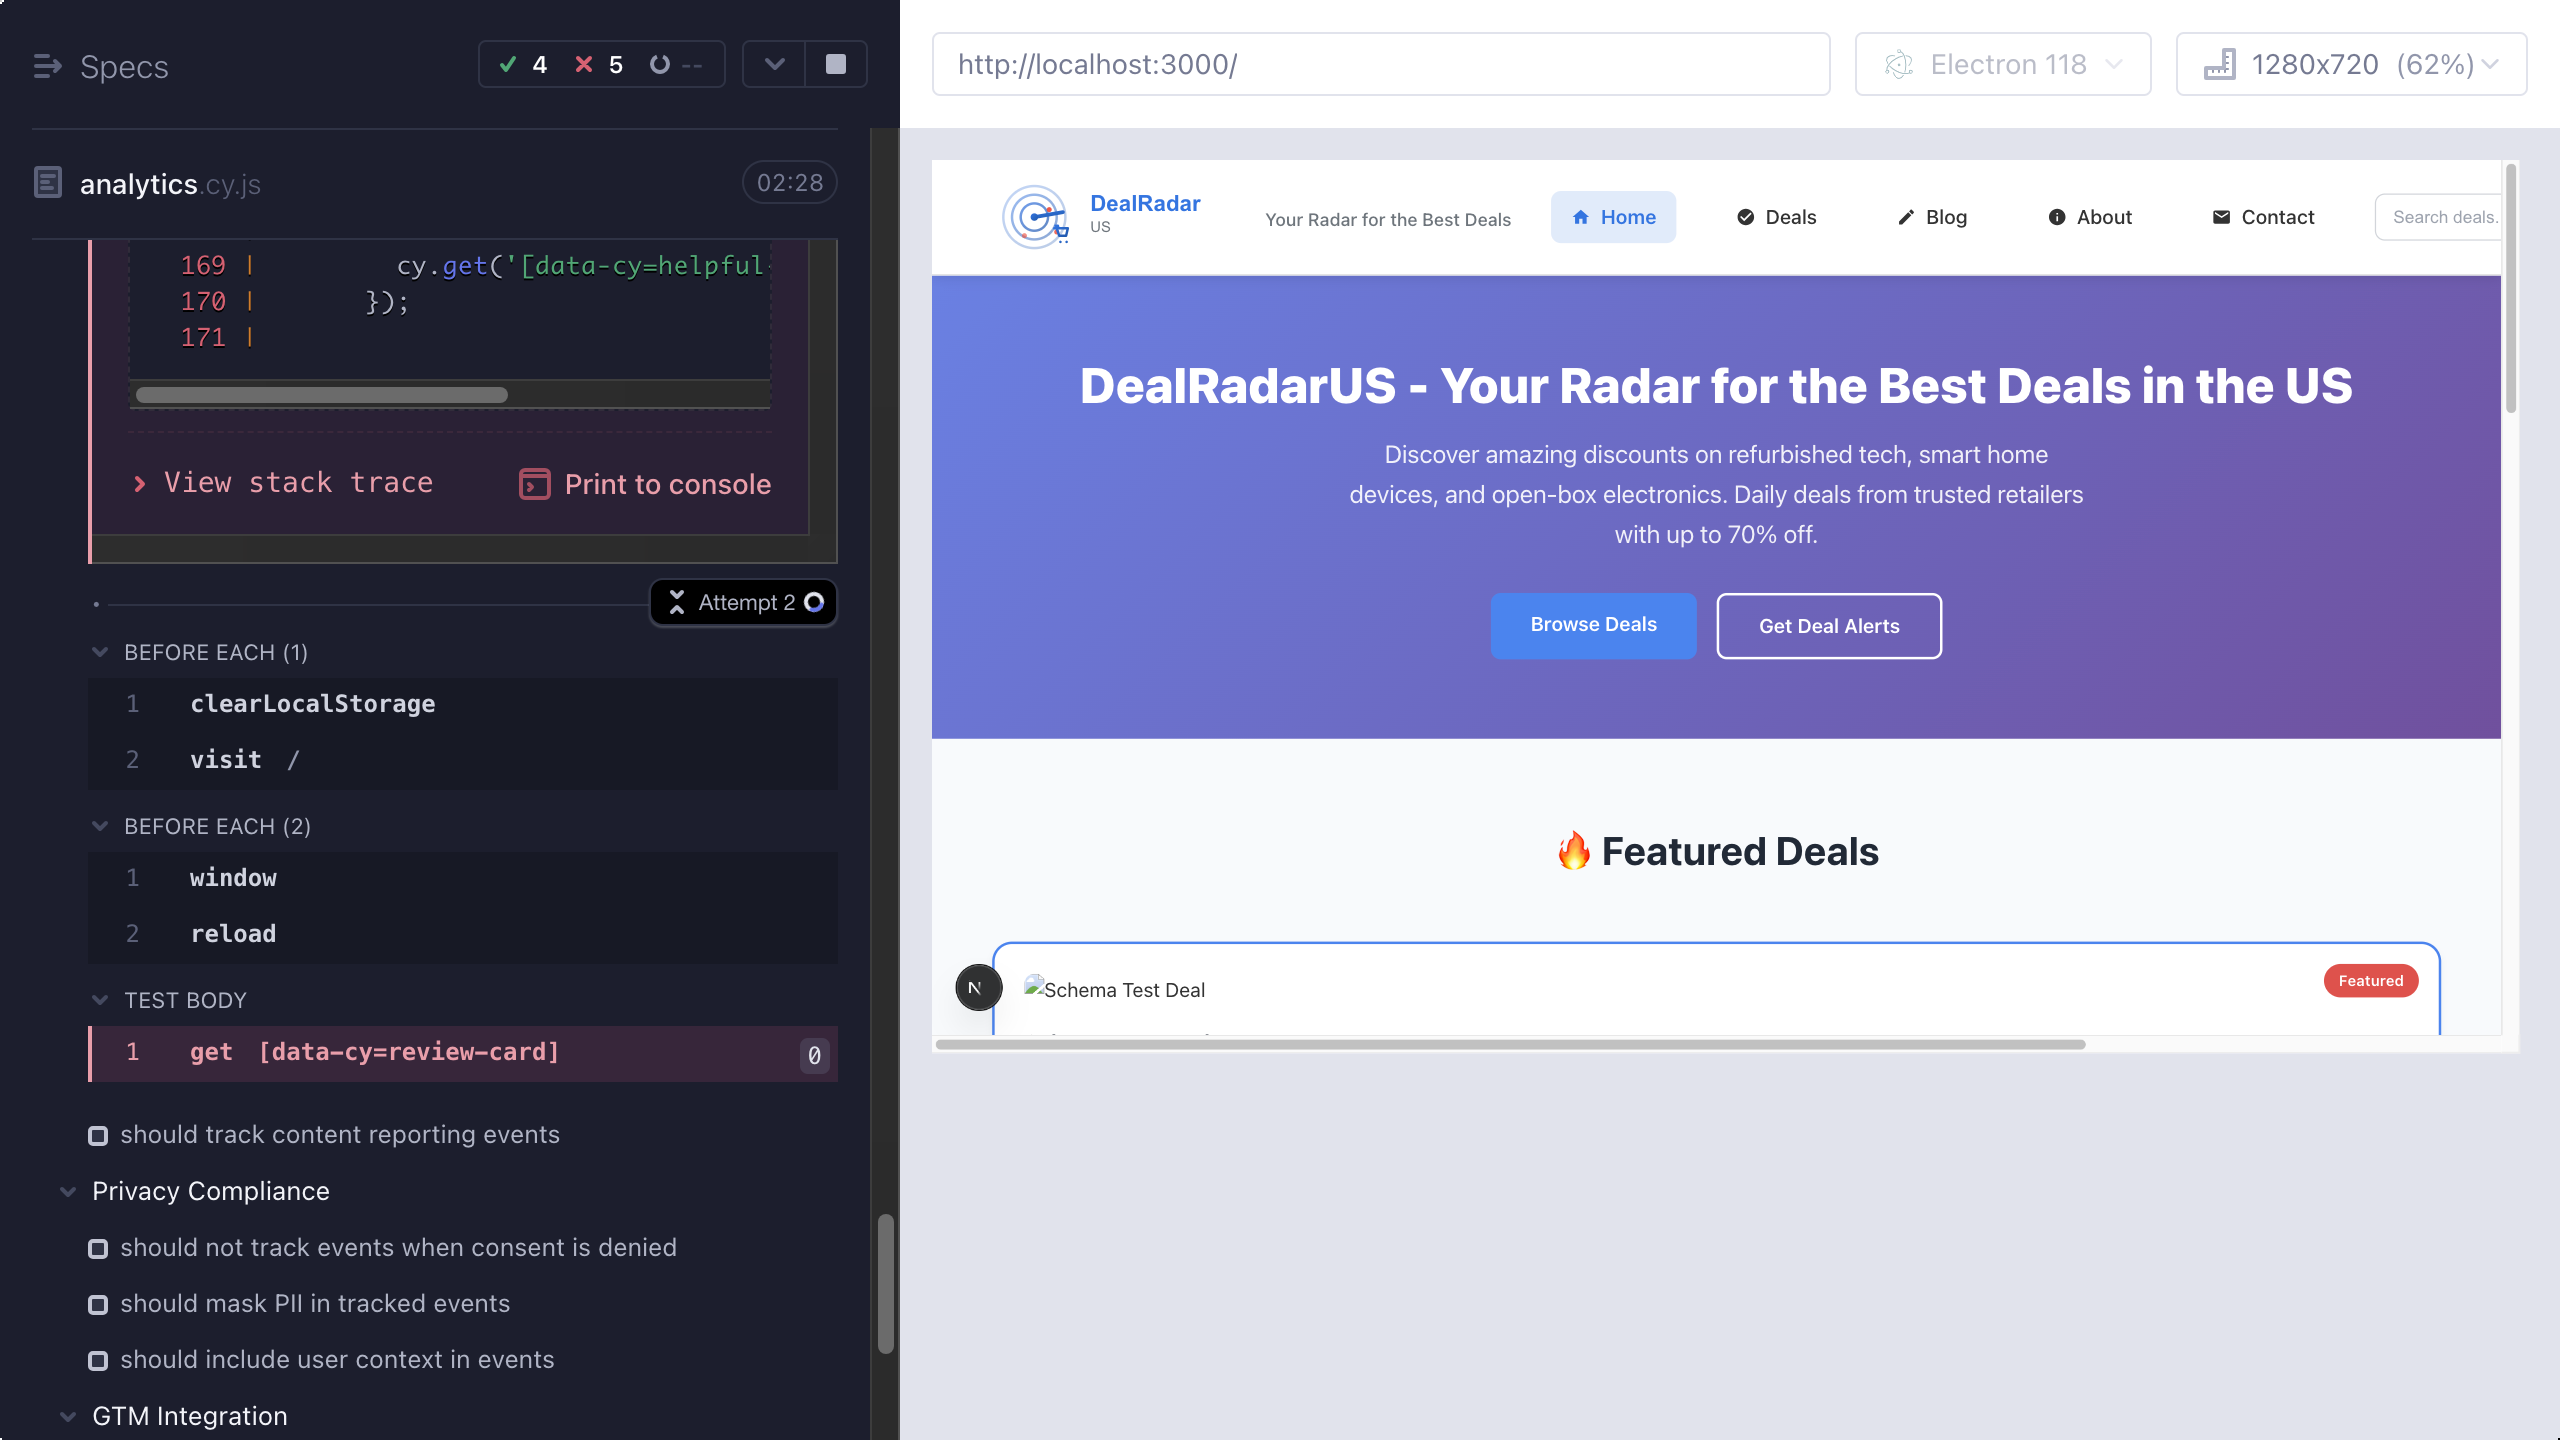 Specs
4 5 --
analytics.cy.js
02:28
169 | cy.get('[data-cy=helpful
170 | });
171 |
View stack trace
Print to console
Attempt 2
BEFORE EACH (1)
1 clearLocalStorage
2 visit /
BEFORE EACH (2)
1 window
2 reload
TEST BODY
1 get [data-cy=review-card] 0
should track content reporting events
Privacy Compliance
should not track events when consent is denied
should mask PII in tracked events
should include user context in events
GTM Integration
http://localhost:3000/
Electron 118
1280x720 (62%)
DealRadar
US
Your Radar for the Best Deals
Home
Deals
Blog
About
Contact
Search deals.
DealRadarUS - Your Radar for the Best Deals in the US
Discover amazing discounts on refurbished tech, smart home
devices, and open-box electronics. Daily deals from trusted retailers
with up to 70% off.
Browse Deals
Get Deal Alerts
🔥 Featured Deals
N
Schema Test Deal
Featured